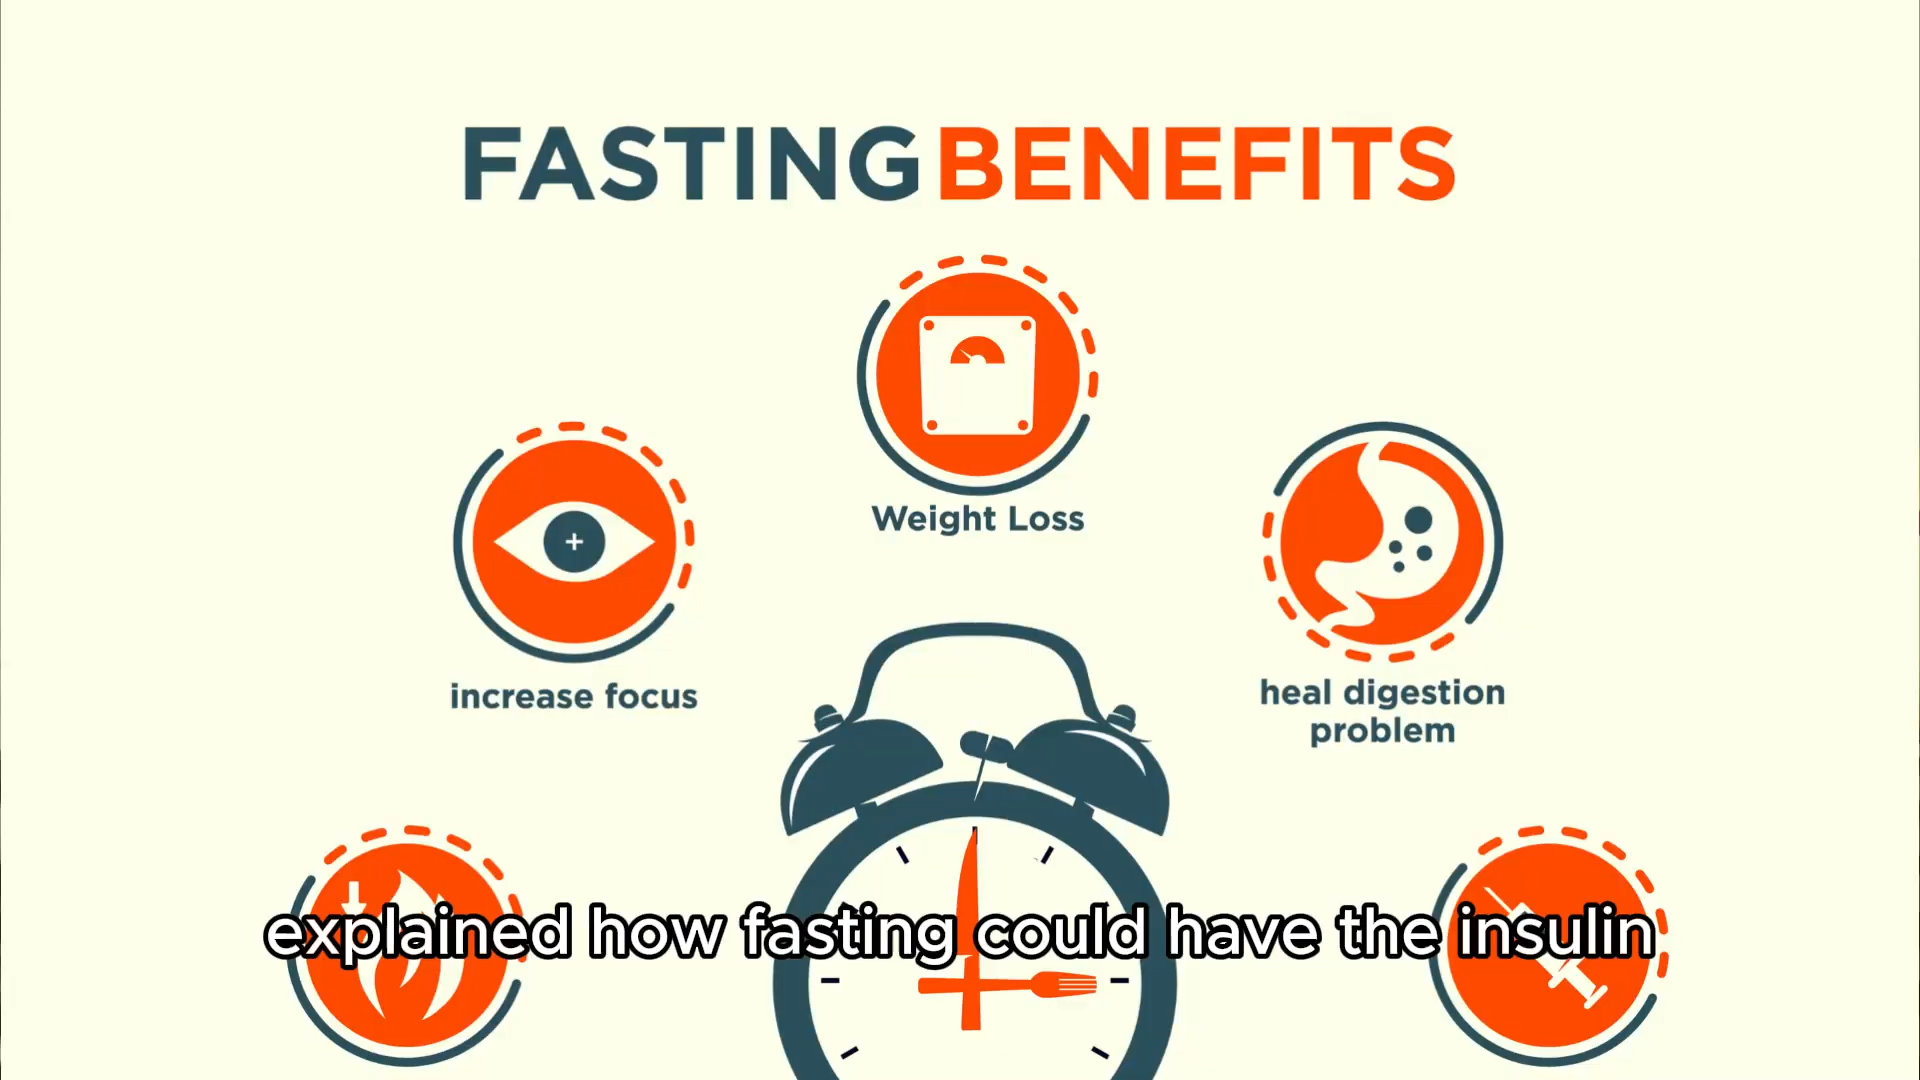 FASTING BENEFITS
Weight Loss
increase focus
heal digestion
problem
explained how fasting could have the insulin